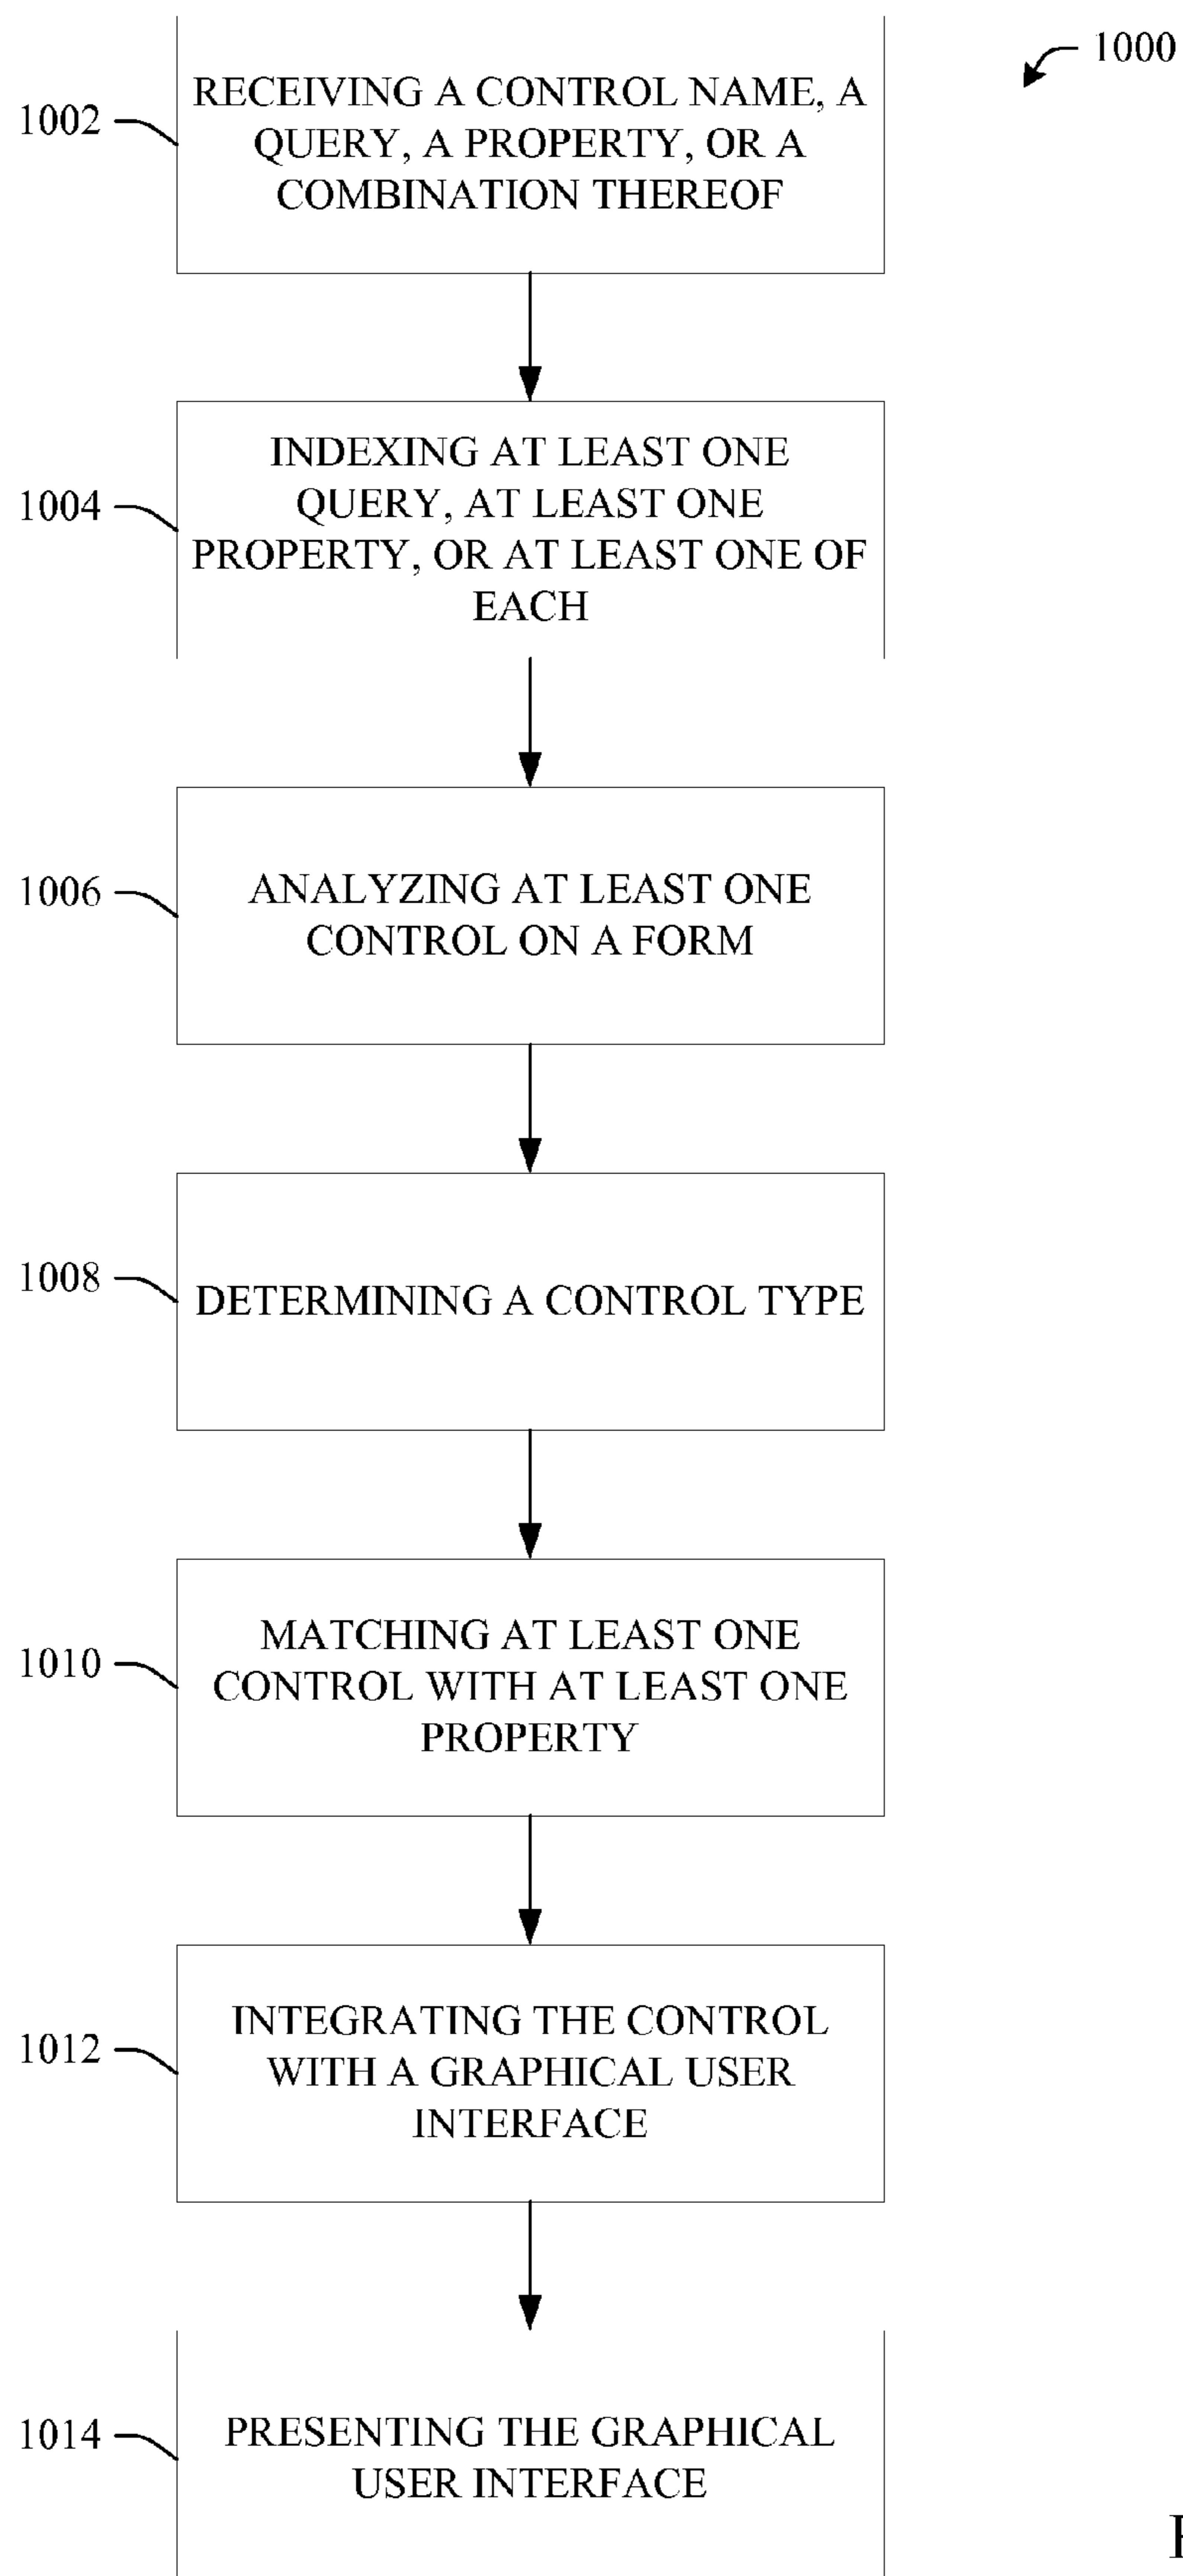 1000
1002
RECEIVING A CONTROL NAME, A
QUERY, A PROPERTY, OR A
COMBINATION THEREOF
1004
INDEXING AT LEAST ONE
QUERY, AT LEAST ONE
PROPERTY, OR AT LEAST ONE OF
EACH
1006
ANALYZING AT LEAST ONE
CONTROL ON A FORM
1008
DETERMINING A CONTROL TYPE
1010
MATCHING AT LEAST ONE
CONTROL WITH AT LEAST ONE
PROPERTY
1012
INTEGRATING THE CONTROL
WITH A GRAPHICAL USER
INTERFACE
1014
PRESENTING THE GRAPHICAL
USER INTERFACE